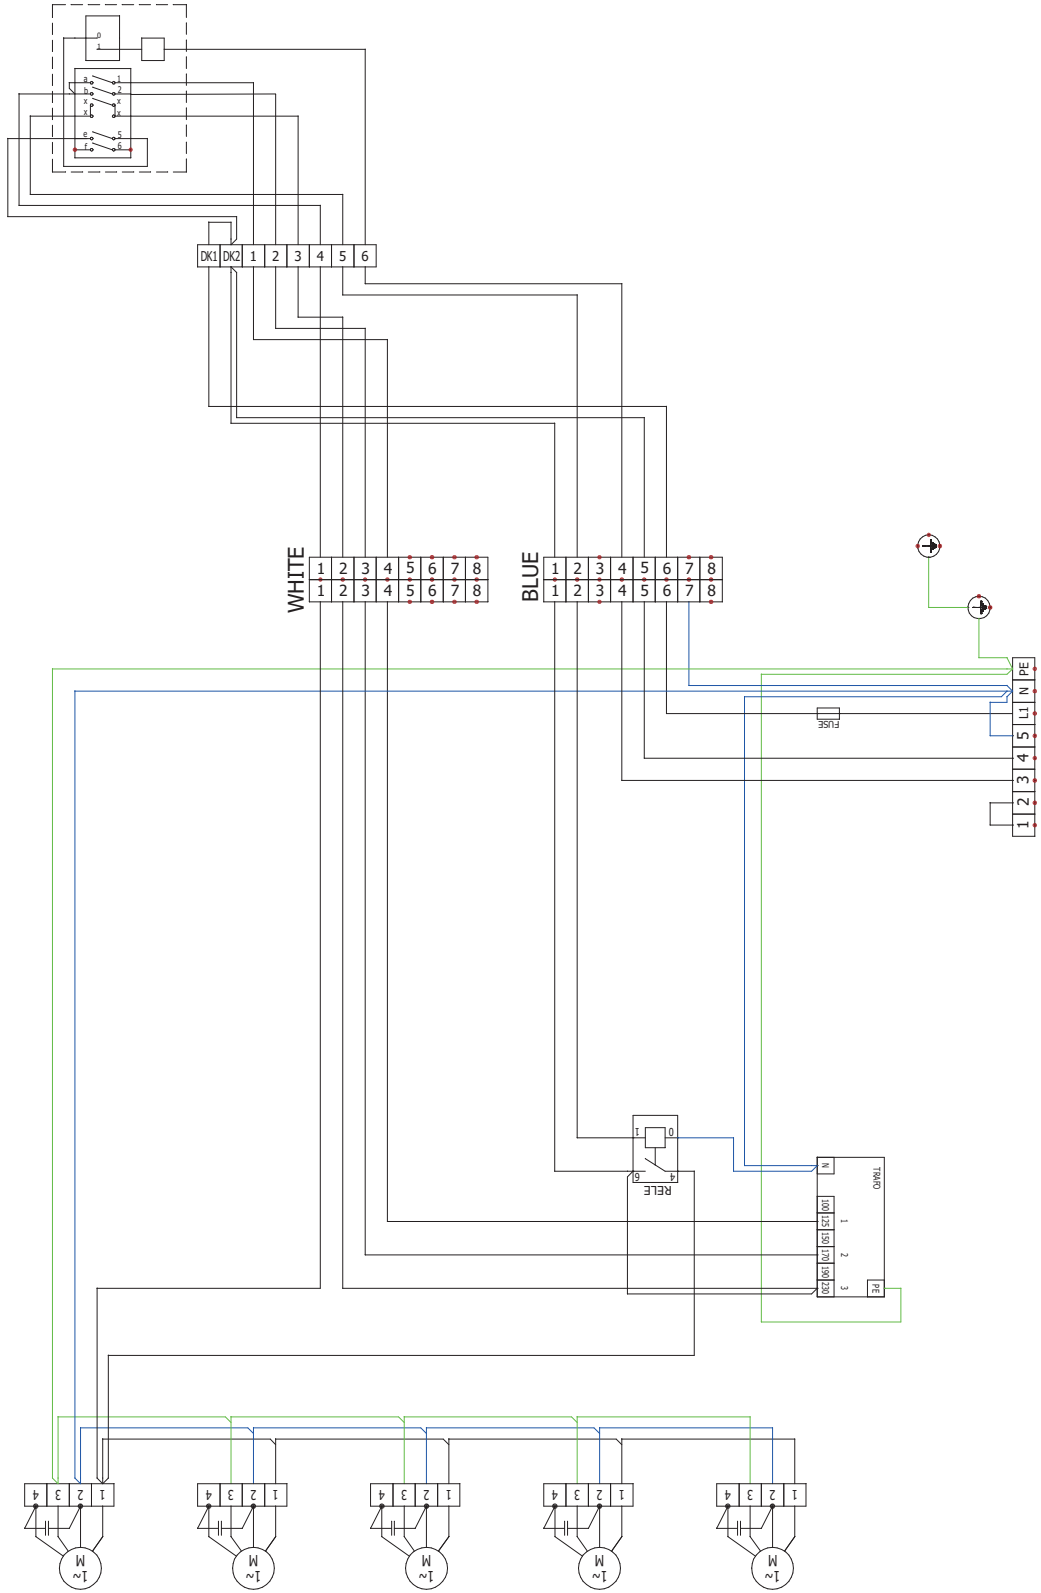 0
1
a 1
b 2
x x
x x
e 5
f 6
DK1 DK2 1 2 3 4 5 6
WHITE
1 2 3 4 5 6 7 8
1 2 3 4 5 6 7 8
BLUE
1 2 3 4 5 6 7 8
1 2 3 4 5 6 7 8
PE
N
L1
5
4
3
2
1
FUSE
1 0
6 4
RELE
TRAFO
N
100
125 1
150
170 2
190
230 3
PE
4 3 2 1
M
1~
4 3 2 1
M
1~
4 3 2 1
M
1~
4 3 2 1
M
1~
4 3 2 1
M
1~